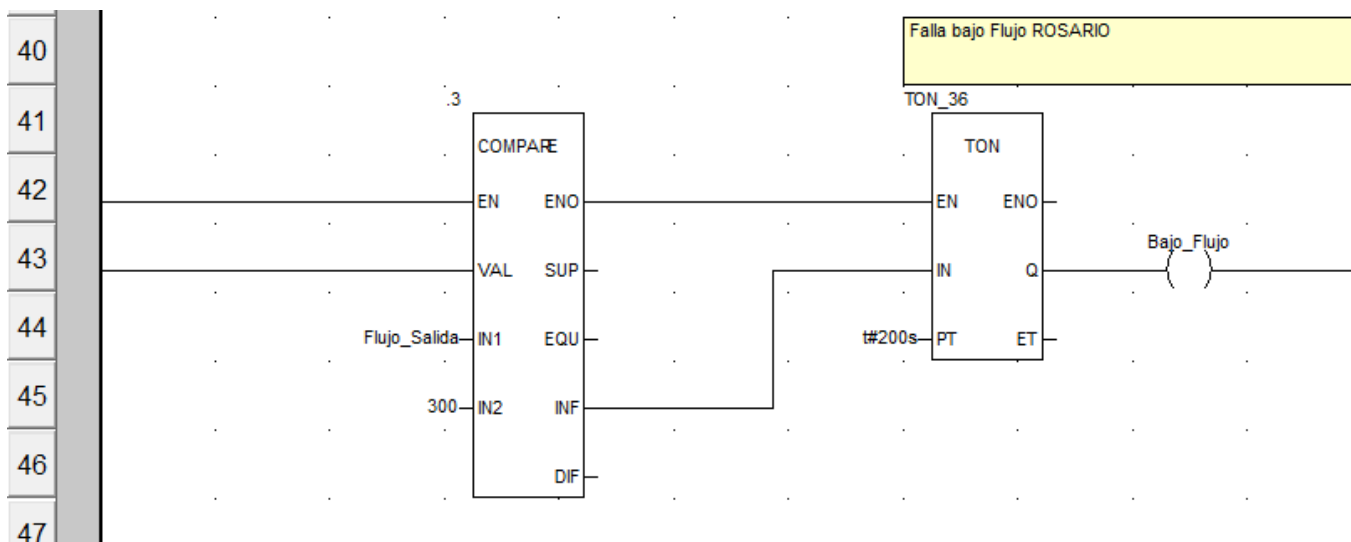 40
Falla bajo Flujo ROSARIO
.3
TON_36
41
COMPARE
TON
42
EN
ENO
EN
ENO
Bajo_Flujo
43
VAL
SUP
IN
Q
44
Flujo_Salida
IN1
EQU
t#200s
PT
ET
45
300
IN2
INF
46
DIF
47